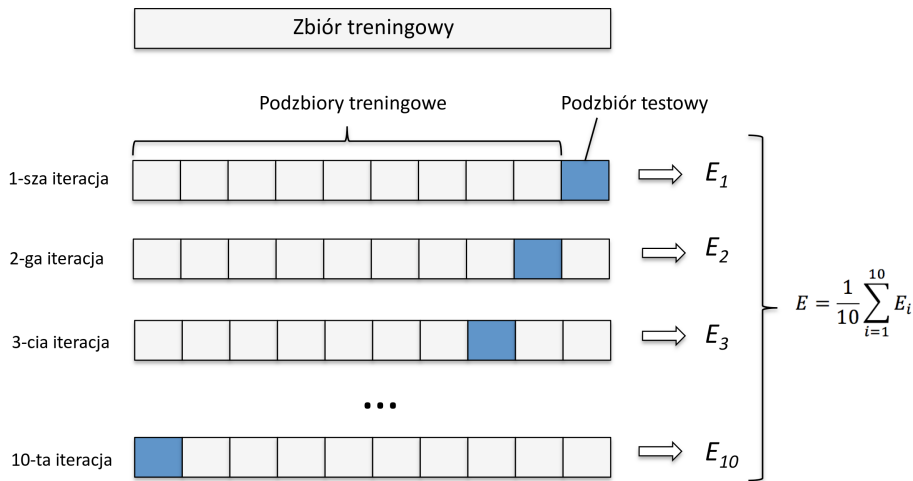 Zbiór treningowy
Podzbiory treningowe
Podzbiór testowy
1-sza iteracja
E₁
2-ga iteracja
E₂
3-cia iteracja
E₃
...
10-ta iteracja
E₁₀
E = 1/10 ∑_{i=1}^{10} E_i